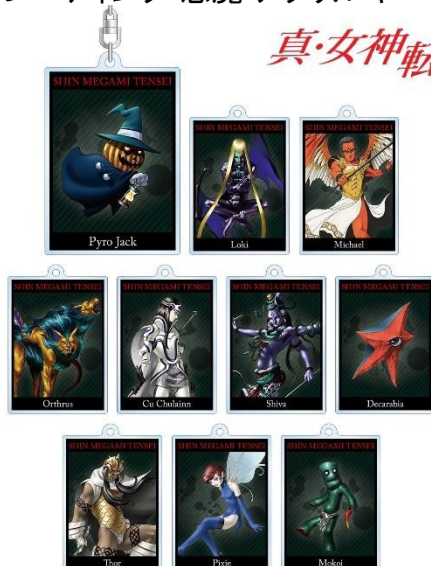 真・女神転
SHIN MEGAMI TENSEI
Pyro Jack
SHIN MEGAMI TENSEI
Loki
SHIN MEGAMI TENSEI
Michael
SHIN MEGAMI TENSEI
Orthrus
SHIN MEGAMI TENSEI
Cu Chulainn
SHIN MEGAMI TENSEI
Shiva
SHIN MEGAMI TENSEI
Decarabia
SHIN MEGAMI TENSEI
Thor
SHIN MEGAMI TENSEI
Pixie
SHIN MEGAMI TENSEI
Mokoi